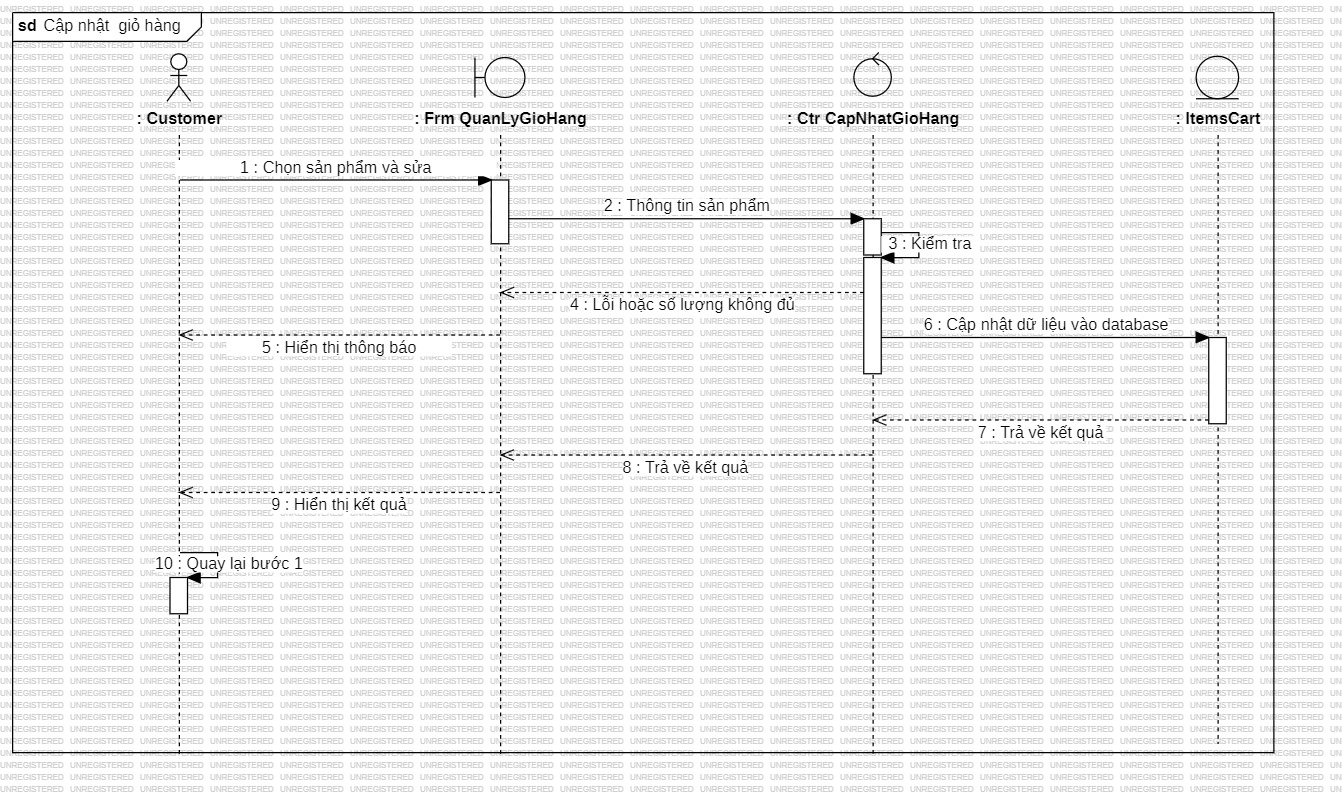 sd Cập nhật giỏ hàng
: Customer
: Frm QuanLyGioHang
: Ctr CapNhatGioHang
: ItemsCart
1 : Chọn sản phẩm và sửa
2 : Thông tin sản phẩm
3 : Kiểm tra
4 : Lỗi hoặc số lượng không đủ
5 : Hiển thị thông báo
6 : Cập nhật dữ liệu vào database
7 : Trả về kết quả
8 : Trả về kết quả
9 : Hiển thị kết quả
10 : Quay lại bước 1
UNREGISTERED